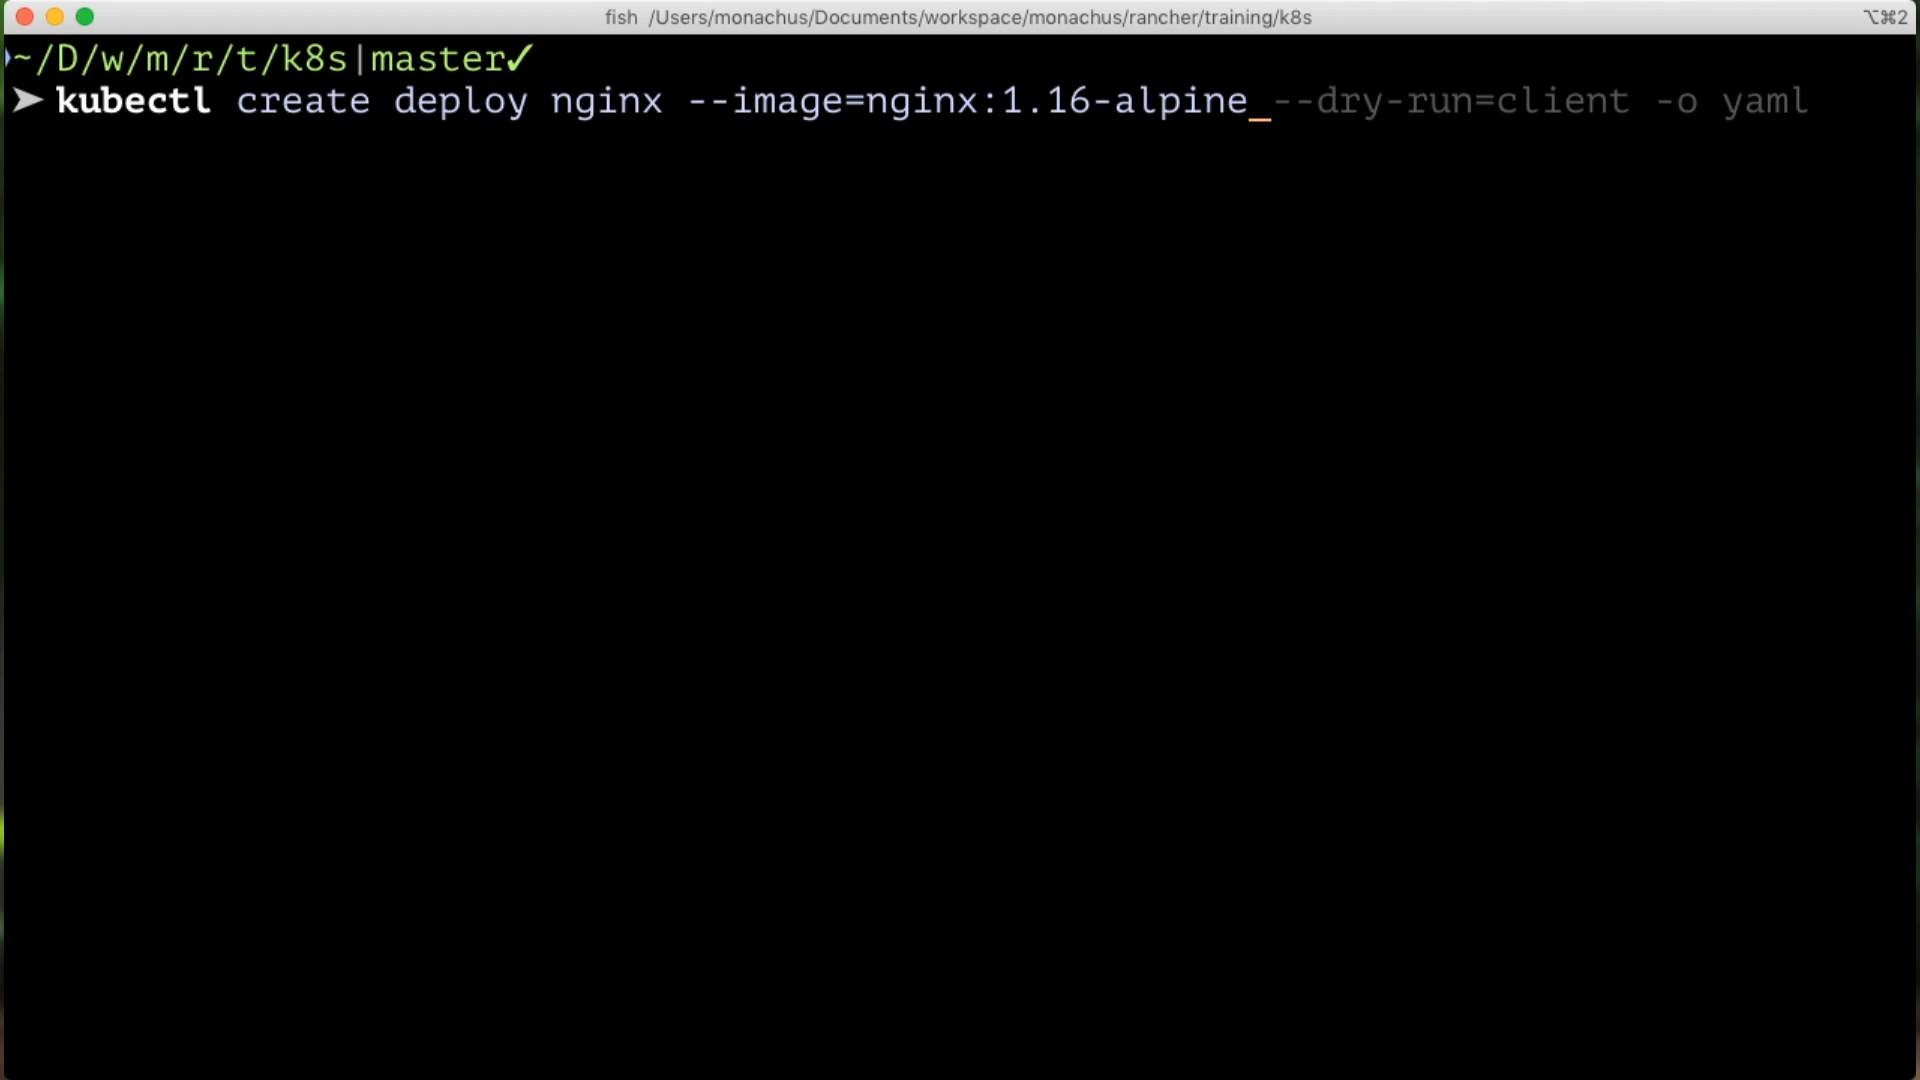 fish /Users/monachus/Documents/workspace/monachus/rancher/training/k8s
⌥⌘2
~/D/w/m/r/t/k8s|master✓
➤ kubectl create deploy nginx --image=nginx:1.16-alpine_--dry-run=client -o yaml